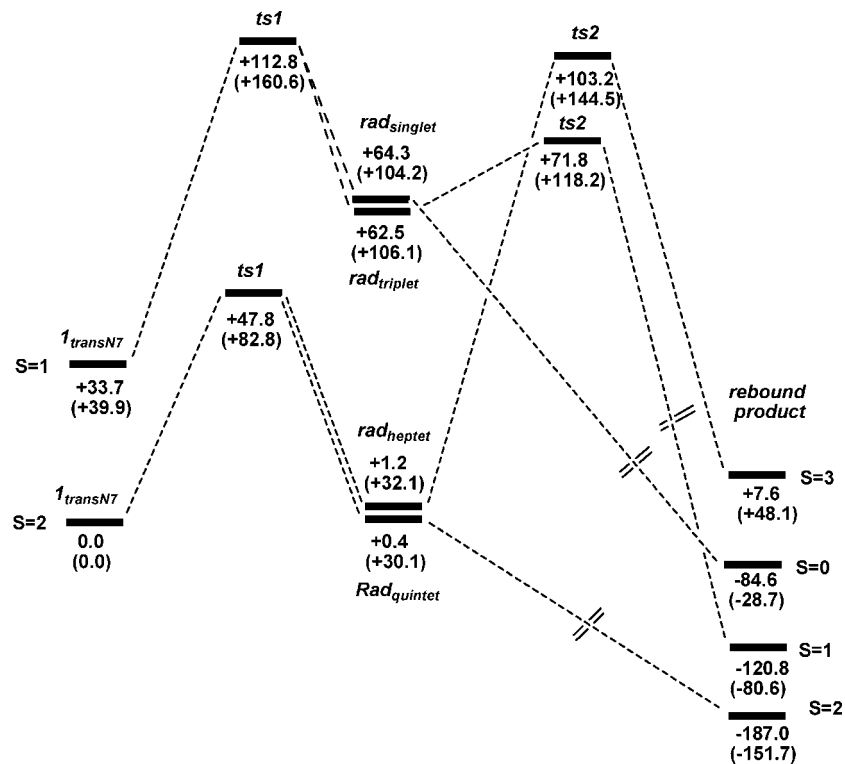 ts1
+112.8
(+160.6)
ts2
+103.2
(+144.5)
ts2
+71.8
(+118.2)
rad_singlet
+64.3
(+104.2)
+62.5
(+106.1)
rad_triplet
ts1
+47.8
(+82.8)
1_transN7
S=1
+33.7
(+39.9)
rebound
product
rad_heptet
+1.2
(+32.1)
1_transN7
S=2
0.0
(0.0)
+0.4
(+30.1)
Rad_quintet
S=3
+7.6
(+48.1)
S=0
-84.6
(-28.7)
S=1
-120.8
(-80.6)
S=2
-187.0
(-151.7)